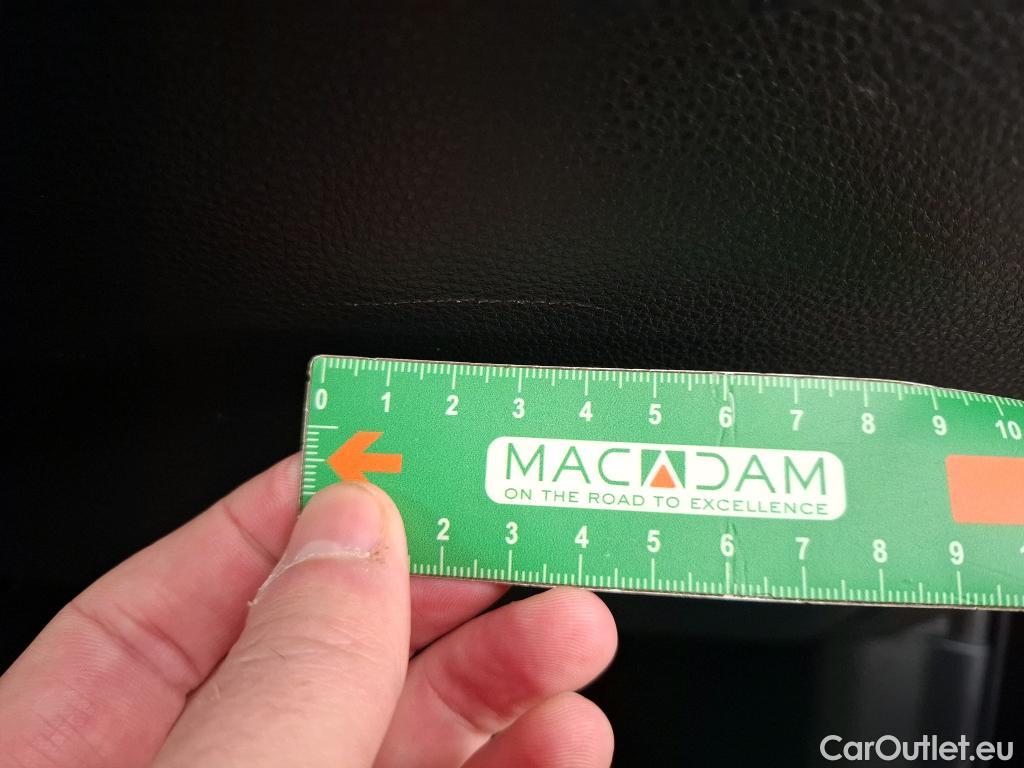 0 1 2 3 4 5 6 7 8 9 10
MACADAM
ON THE ROAD TO EXCELLENCE
2 3 4 5 6 7 8 9
CarOutlet.eu